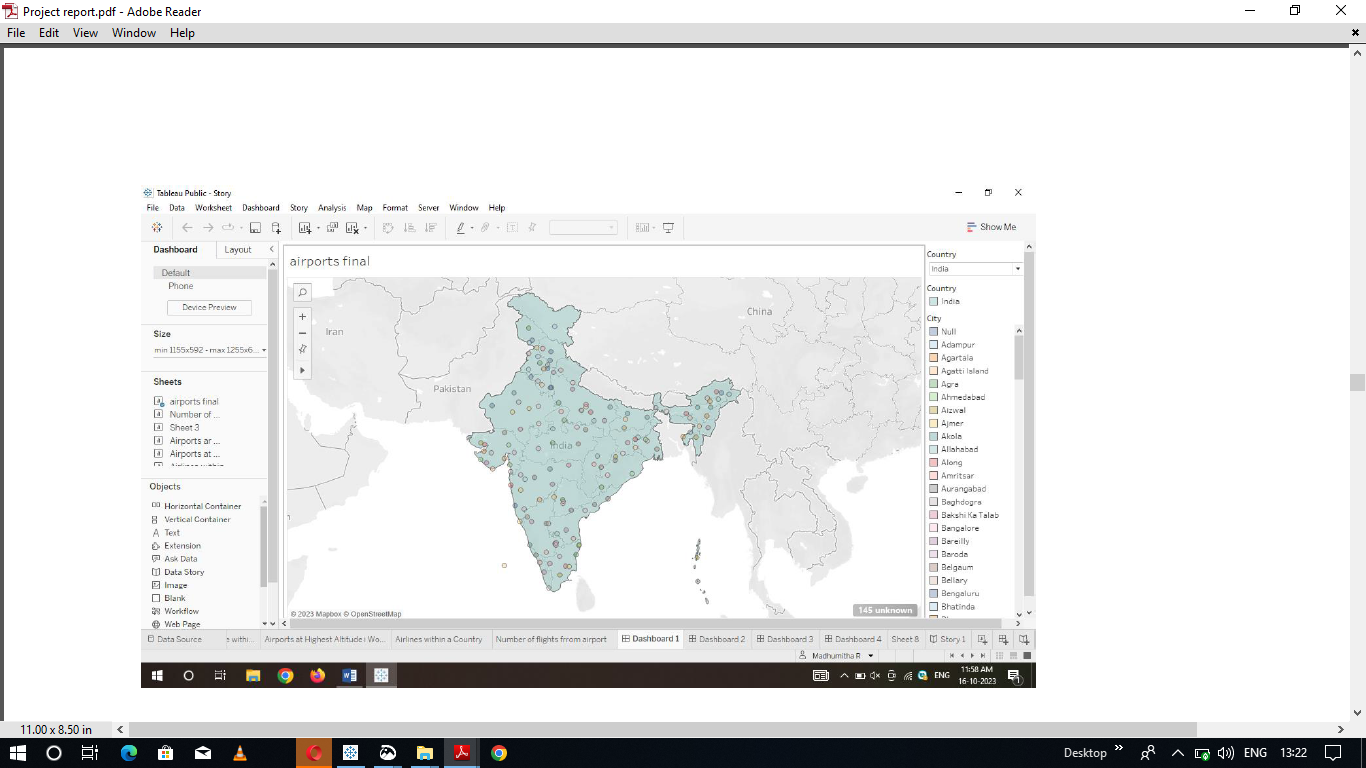 Project report.pdf - Adobe Reader
File Edit View Window Help
Tableau Public - Story
File Data Worksheet Dashboard Story Analysis Map Format Server Window Help
Show Me
Dashboard Layout
Default
Phone
Device Preview
Size
min 1155x592 - max 1255x6...
Sheets
airports final
Number of ...
Sheet 3
Airports ar ...
Airports at ...
Objects
Horizontal Container
Vertical Container
Text
Extension
Ask Data
Data Story
Image
Blank
Workflow
Web Page
airports final
Iran
China
Pakistan
India
© 2023 Mapbox © OpenStreetMap
145 unknown
Country
India
Country
India
City
Null
Adampur
Agartala
Agatti Island
Agra
Ahmedabad
Aizwal
Ajmer
Akola
Allahabad
Along
Amritsar
Aurangabad
Baghdogra
Bakshi Ka Talab
Bangalore
Bareilly
Baroda
Belgaum
Bellary
Bengaluru
Bhatinda
Data Source e withi... Airports at Highest Altitude i Wo... Airlines within a Country Number of flights from airport Dashboard 1 Dashboard 2 Dashboard 3 Dashboard 4 Sheet 8 Story 1
Madhumitha R
ENG
11:58 AM
16-10-2023
11.00 x 8.50 in
Desktop ENG 13:22